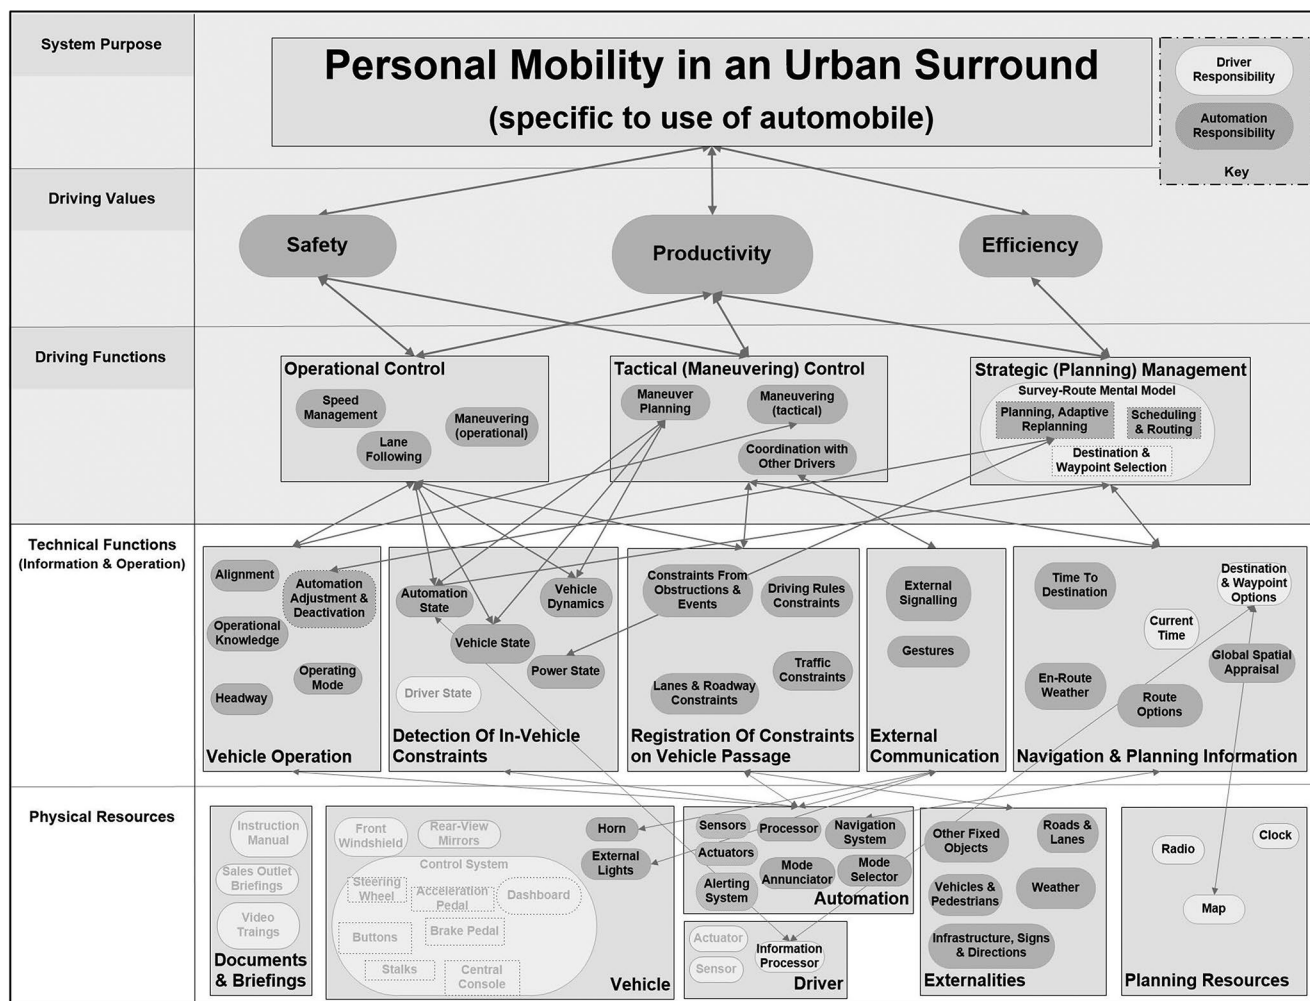 System Purpose
Personal Mobility in an Urban Surround
(specific to use of automobile)
Driver
Responsibility
Automation
Responsibility
Key
Driving Values
Safety
Productivity
Efficiency
Driving Functions
Operational Control
Speed
Management
Lane
Following
Maneuvering
(operational)
Tactical (Maneuvering) Control
Maneuver
Planning
Maneuvering
(tactical)
Coordination with
Other Drivers
Strategic (Planning) Management
Survey-Route Mental Model
Planning, Adaptive
Replanning
Scheduling
& Routing
Destination &
Waypoint Selection
Technical Functions
(Information & Operation)
Alignment
Automation
Adjustment &
Deactivation
Operational
Knowledge
Operating
Mode
Headway
Vehicle Operation
Automation
State
Vehicle
Dynamics
Vehicle State
Power State
Driver State
Detection Of In-Vehicle
Constraints
Constraints From
Obstructions &
Events
Driving Rules
Constraints
Traffic
Constraints
Lanes & Roadway
Constraints
Registration Of Constraints
on Vehicle Passage
External
Signalling
Gestures
External
Communication
Time To
Destination
Destination
& Waypoint
Options
Current
Time
Global Spatial
Appraisal
En-Route
Weather
Route
Options
Navigation & Planning Information
Physical Resources
Instruction
Manual
Sales Outlet
Briefings
Video
Traings
Documents
& Briefings
Front
Windshield
Rear-View
Mirrors
Horn
External
Lights
Control System
Steering
Wheel
Acceleration
Pedal
Dashboard
Buttons
Brake Pedal
Stalks
Central
Console
Vehicle
Sensors
Processor
Navigation
System
Actuators
Mode
Annunciator
Mode
Selector
Alerting
System
Automation
Actuator
Sensor
Information
Processor
Driver
Other Fixed
Objects
Roads &
Lanes
Vehicles &
Pedestrians
Weather
Infrastructure, Signs
& Directions
Externalities
Radio
Clock
Map
Planning Resources